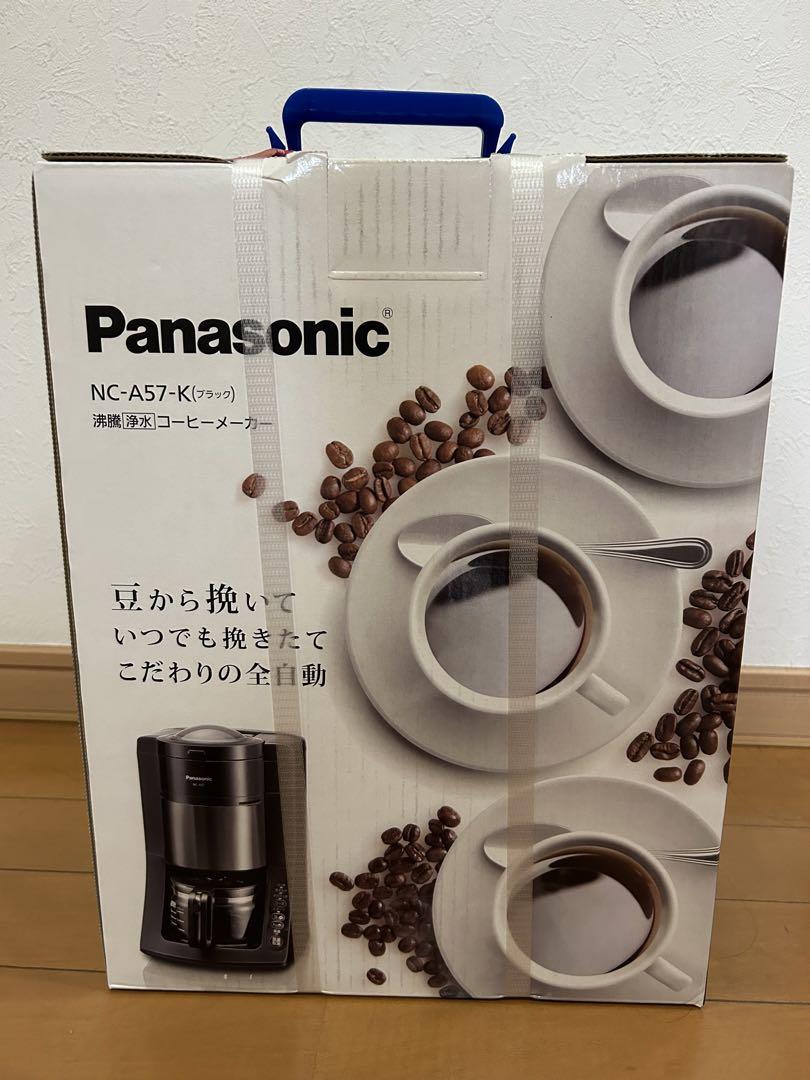 Panasonic®
NC-A57-K(ブラック)
沸騰浄水コーヒーメーカー
豆から挽いて
いつでも挽きたて
こだわりの全自動
Panasonic